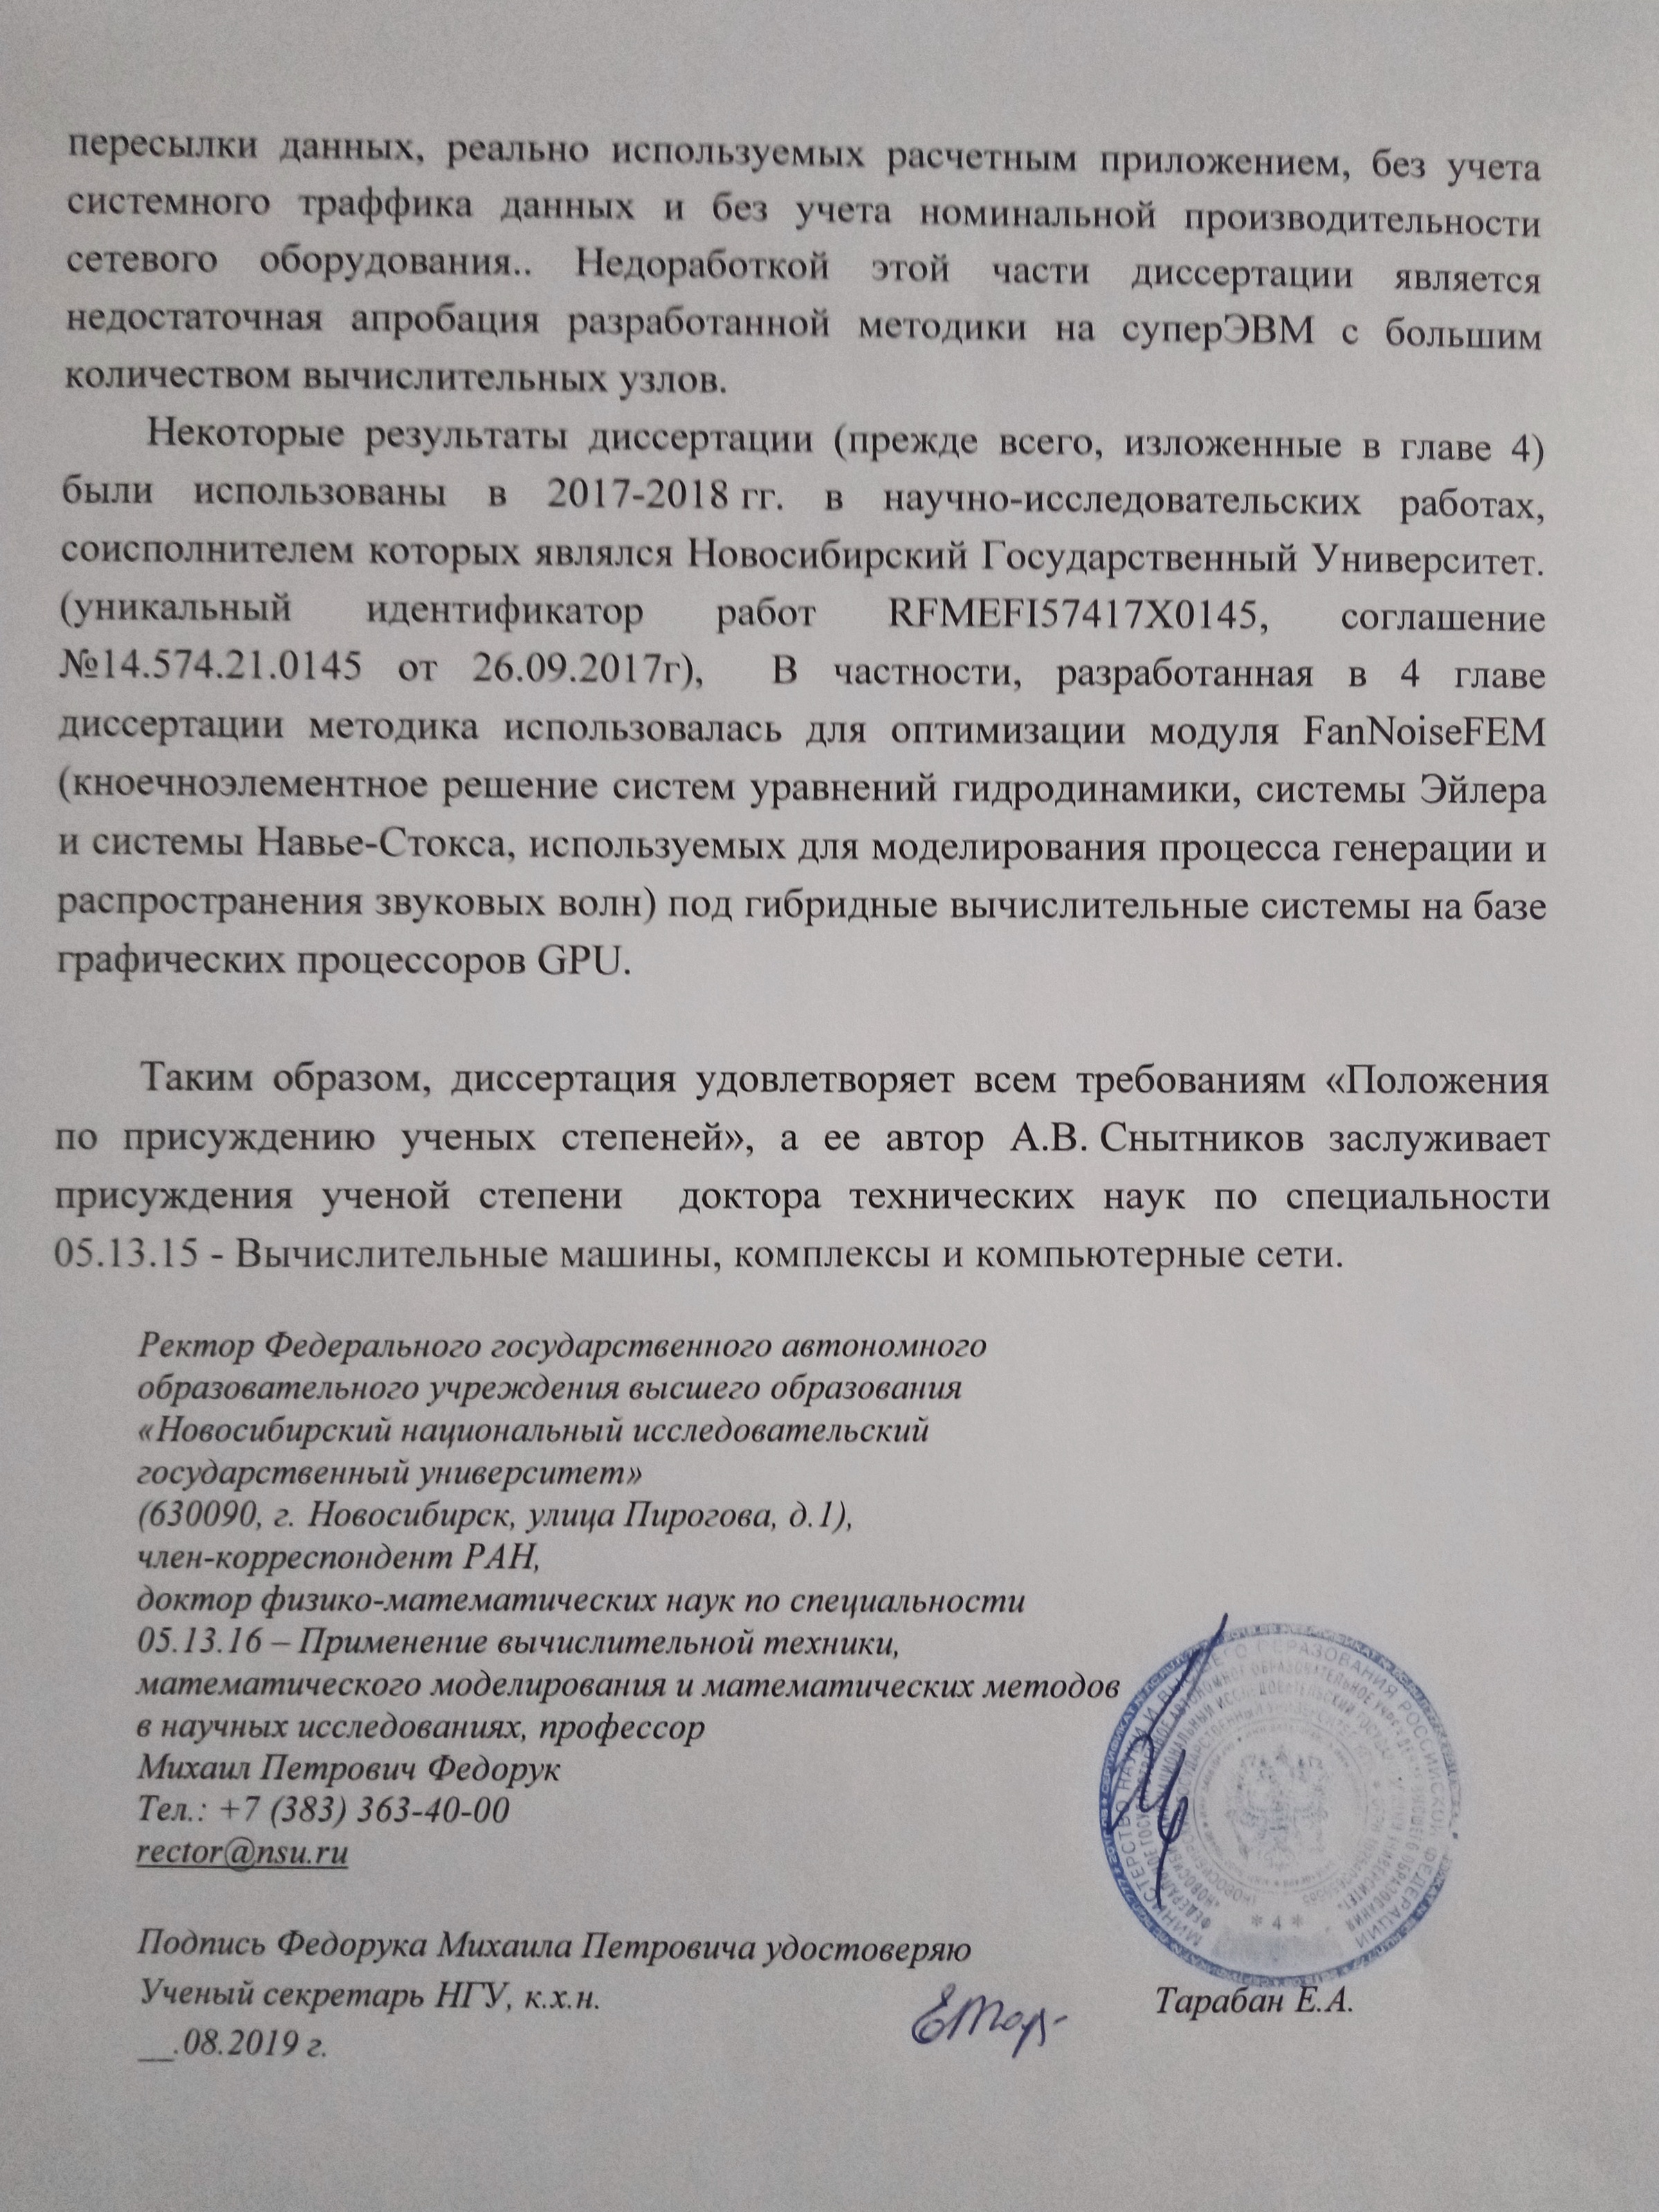 пересылки данных, реально используемых расчетным приложением, без учета
системного траффика данных и без учета номинальной производительности
сетевого оборудования.. Недоработкой этой части диссертации является
недостаточная апробация разработанной методики на суперЭВМ с большим
количеством вычислительных узлов.
Некоторые результаты диссертации (прежде всего, изложенные в главе 4)
были использованы в 2017-2018 гг. в научно-исследовательских работах,
соисполнителем которых являлся Новосибирский Государственный Университет.
(уникальный идентификатор работ RFMEFI57417X0145, соглашение
№14.574.21.0145 от 26.09.2017г), В частности, разработанная в 4 главе
диссертации методика использовалась для оптимизации модуля FanNoiseFEM
(кноечноэлементное решение систем уравнений гидродинамики, системы Эйлера
и системы Навье-Стокса, используемых для моделирования процесса генерации и
распространения звуковых волн) под гибридные вычислительные системы на базе
графических процессоров GPU.
Таким образом, диссертация удовлетворяет всем требованиям «Положения
по присуждению ученых степеней», а ее автор А.В. Снытников заслуживает
присуждения ученой степени доктора технических наук по специальности
05.13.15 - Вычислительные машины, комплексы и компьютерные сети.
Ректор Федерального государственного автономного
образовательного учреждения высшего образования
«Новосибирский национальный исследовательский
государственный университет»
(630090, г. Новосибирск, улица Пирогова, д.1),
член-корреспондент РАН,
доктор физико-математических наук по специальности
05.13.16 – Применение вычислительной техники,
математического моделирования и математических методов
в научных исследованиях, профессор
Михаил Петрович Федорук
Тел.: +7 (383) 363-40-00
rector@nsu.ru
МИНИСТЕРСТВО НАУКИ И ВЫСШЕГО ОБРАЗОВАНИЯ РОССИЙСКОЙ ФЕДЕРАЦИИ
* 4 *
Подпись Федорука Михаила Петровича удостоверяю
Ученый секретарь НГУ, к.х.н.
Тарабан Е.А.
__.08.2019 г.